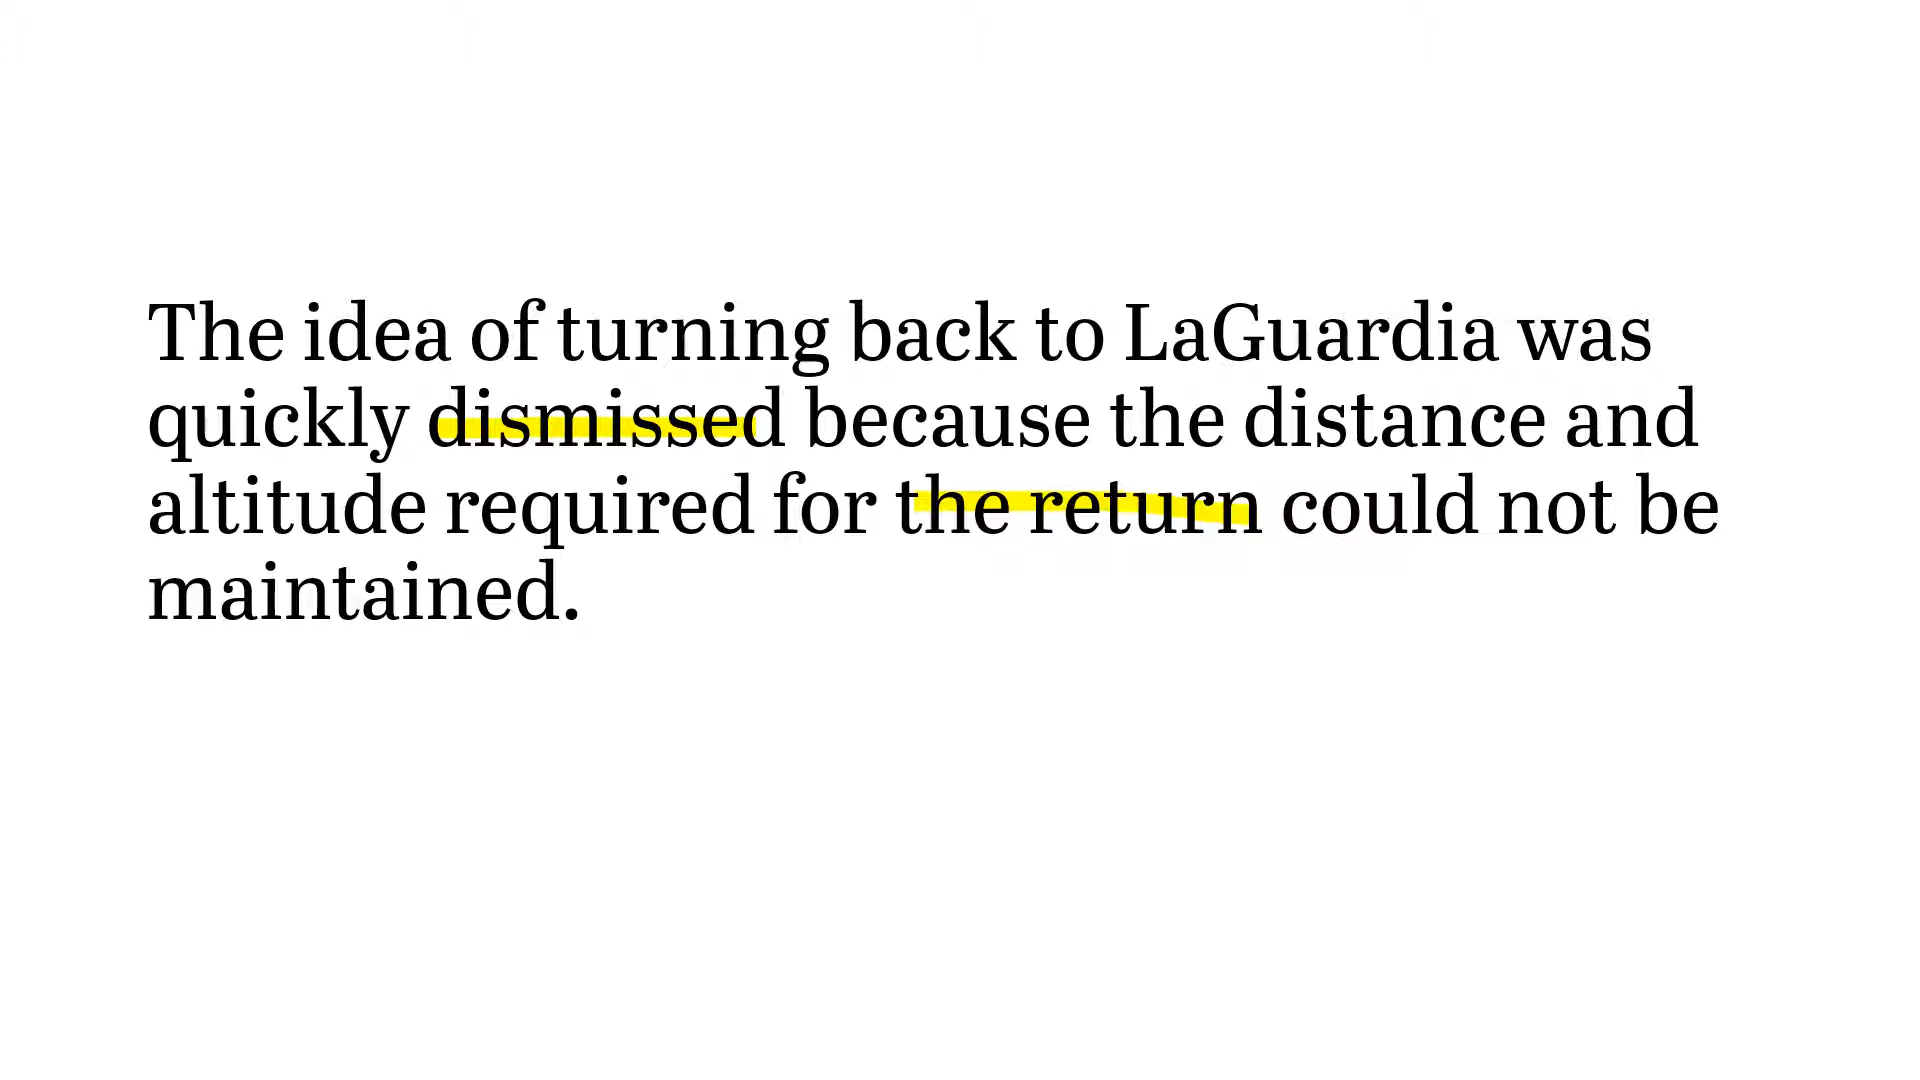 The idea of turning back to LaGuardia was
quickly dismissed because the distance and
altitude required for the return could not be
maintained.